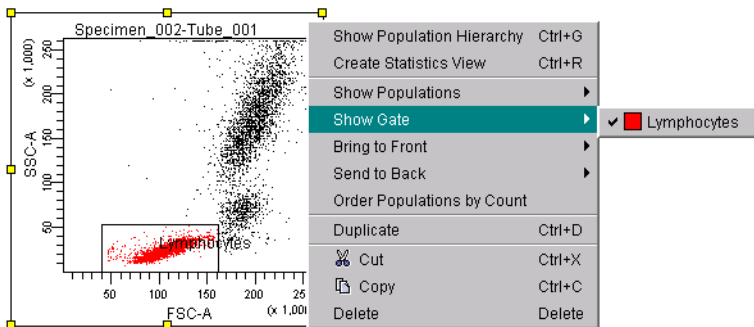 Specimen_002-Tube_001
(x 1,000)
SSC-A
250
200
150
100
50
Lymphocytes
50 100 150 200 25
FSC-A
(x 1,00
Show Population Hierarchy Ctrl+G
Create Statistics View Ctrl+R
Show Populations
Show Gate
Lymphocytes
Bring to Front
Send to Back
Order Populations by Count
Duplicate Ctrl+D
Cut Ctrl+X
Copy Ctrl+C
Delete Delete